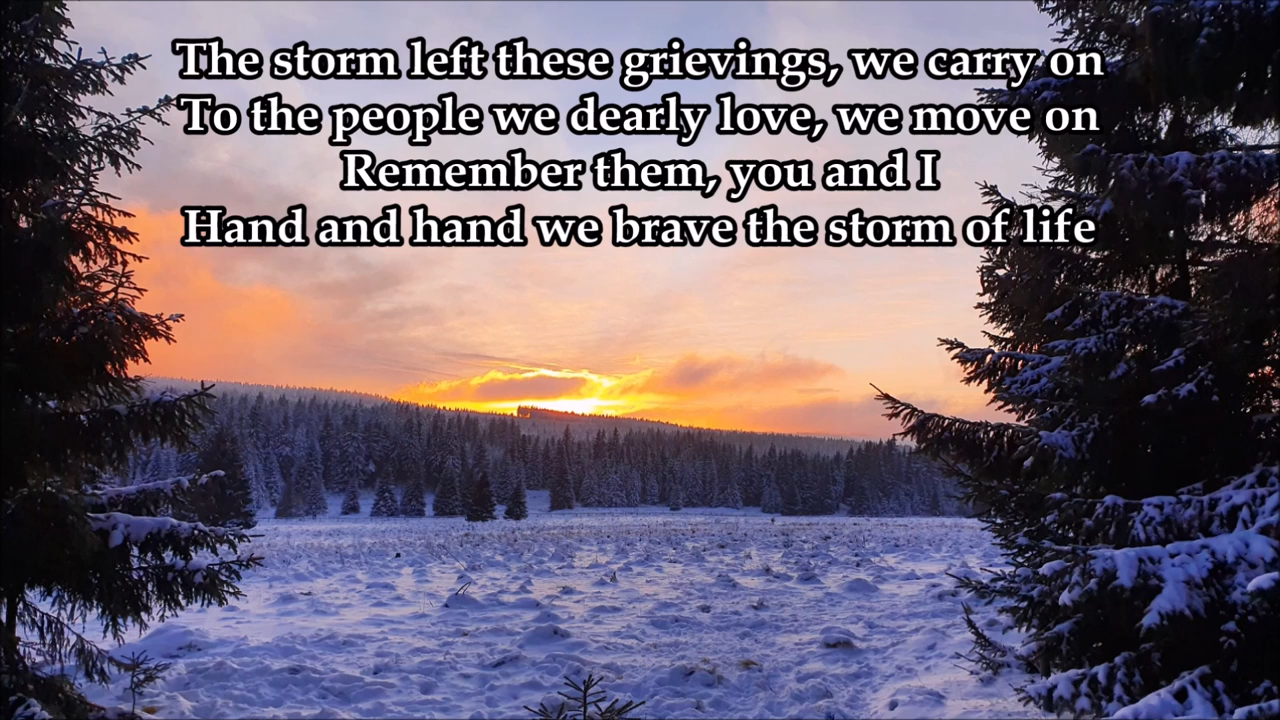 The storm left these grievings, we carry on
To the people we dearly love, we move on
Remember them, you and I
Hand and hand we brave the storm of life